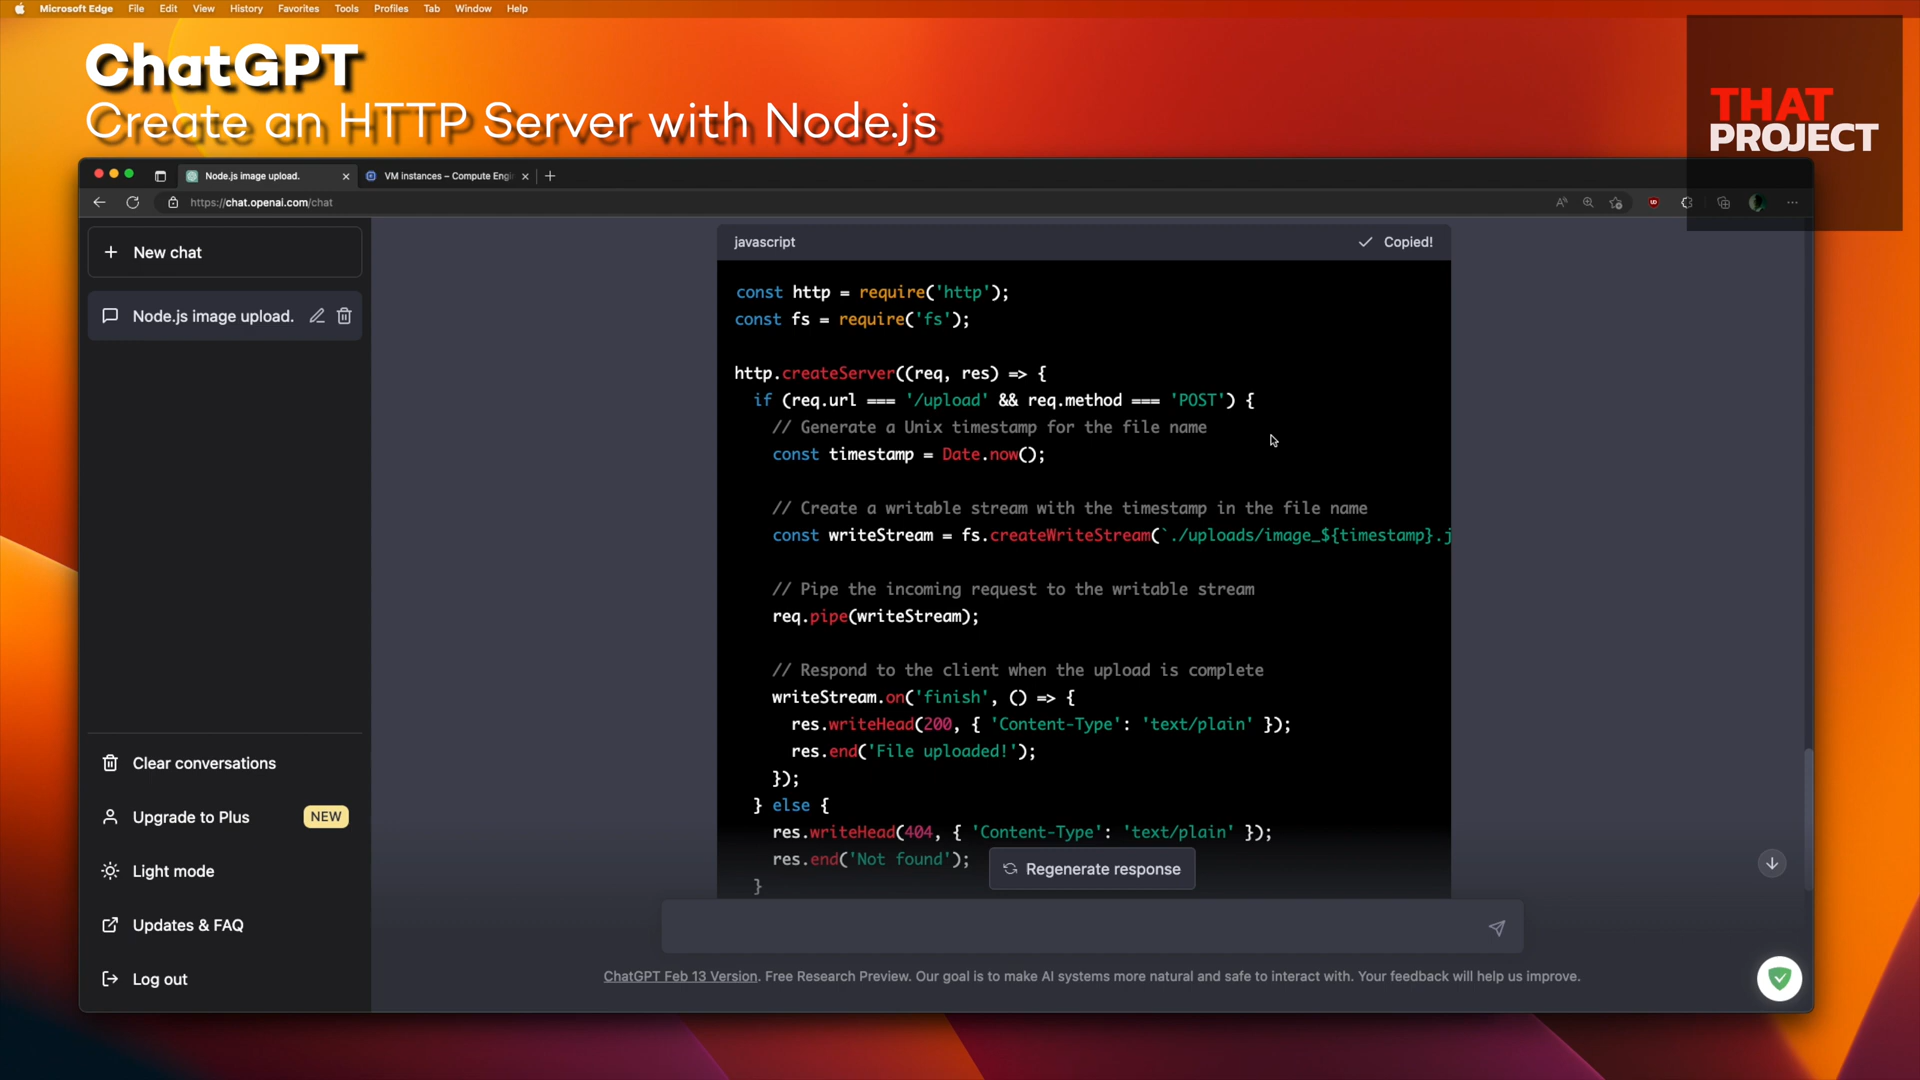 Microsoft Edge File Edit View History Favorites Tools Profiles Tab Window Help
ChatGPT
Create an HTTP Server with Node.js
THAT
PROJECT
Node.js image upload.
VM instances – Compute Engi
https://chat.openai.com/chat
New chat
Node.js image upload.
Clear conversations
Upgrade to Plus NEW
Light mode
Updates & FAQ
Log out
javascript Copied!
const http = require('http');
const fs = require('fs');
http.createServer((req, res) => {
if (req.url === '/upload' && req.method === 'POST') {
// Generate a Unix timestamp for the file name
const timestamp = Date.now();
// Create a writable stream with the timestamp in the file name
const writeStream = fs.createWriteStream(`./uploads/image_${timestamp}.j
// Pipe the incoming request to the writable stream
req.pipe(writeStream);
// Respond to the client when the upload is complete
writeStream.on('finish', () => {
res.writeHead(200, { 'Content-Type': 'text/plain' });
res.end('File uploaded!');
});
} else {
res.writeHead(404, { 'Content-Type': 'text/plain' });
res.end('Not found');
}
Regenerate response
ChatGPT Feb 13 Version. Free Research Preview. Our goal is to make AI systems more natural and safe to interact with. Your feedback will help us improve.